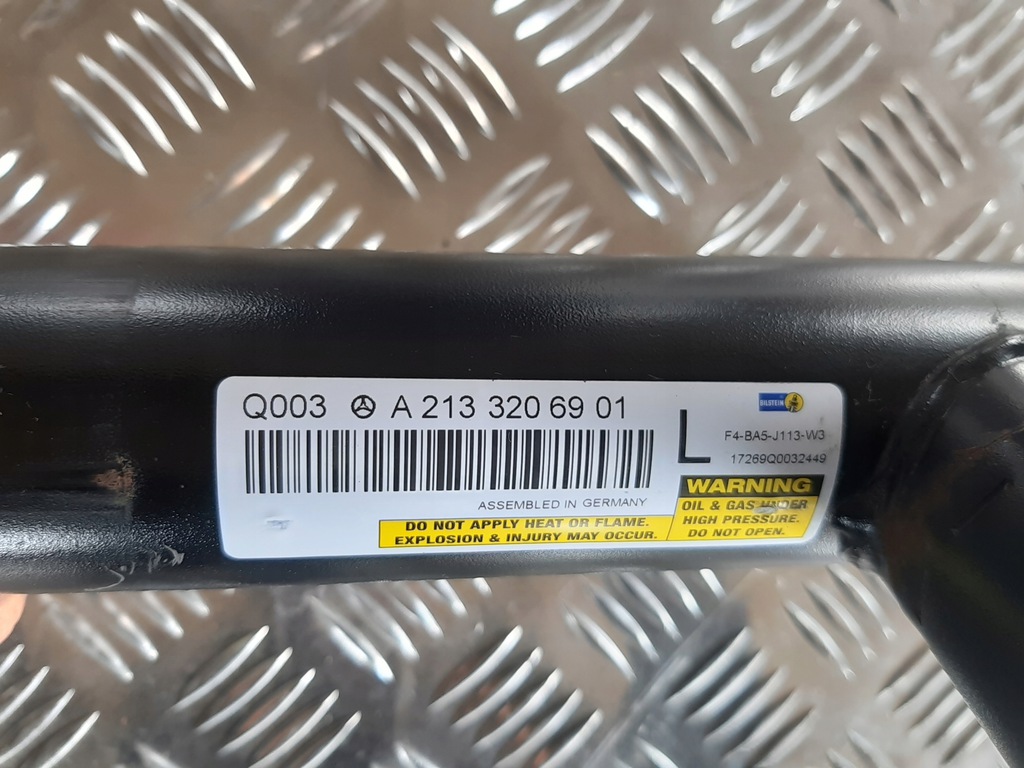 Q003 A 213 320 69 01
L
BILSTEIN
F4-BA5-J113-W3
17269Q0032449
ASSEMBLED IN GERMANY
DO NOT APPLY HEAT OR FLAME.
EXPLOSION & INJURY MAY OCCUR.
WARNING
OIL & GAS UNDER
HIGH PRESSURE.
DO NOT OPEN.